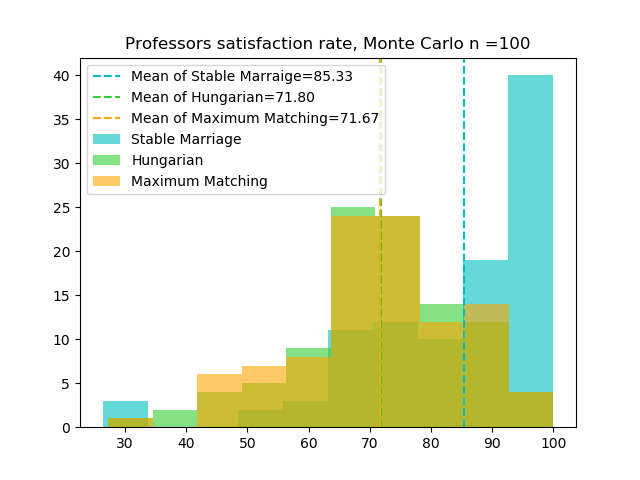 Professors satisfaction rate, Monte Carlo n =100
Mean of Stable Marraige=85.33
Mean of Hungarian=71.80
Mean of Maximum Matching=71.67
Stable Marriage
Hungarian
Maximum Matching
40
35
30
25
20
15
10
5
0
30 40 50 60 70 80 90 100